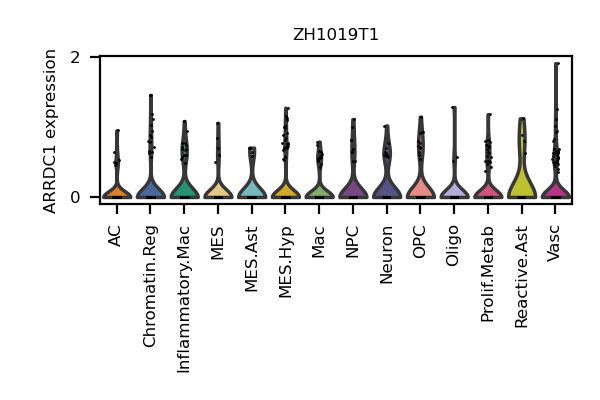 ZH1019T1
ARRDC1 expression
2
0
AC
Chromatin.Reg
Inflammatory.Mac
MES
MES.Ast
MES.Hyp
Mac
NPC
Neuron
OPC
Oligo
Prolif.Metab
Reactive.Ast
Vasc